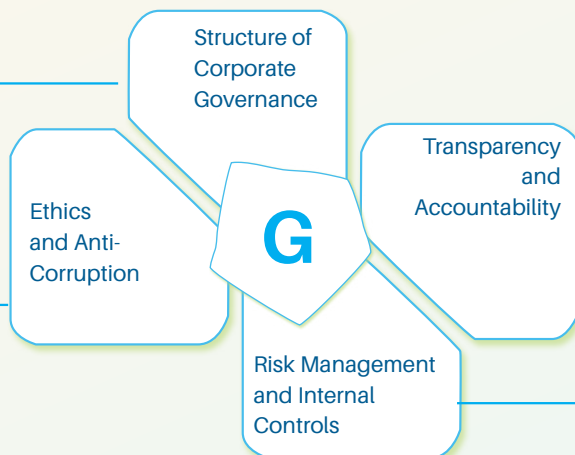 Structure of
Corporate
Governance
Transparency
and
Accountability
Ethics
and Anti-
Corruption
G
Risk Management
and Internal
Controls